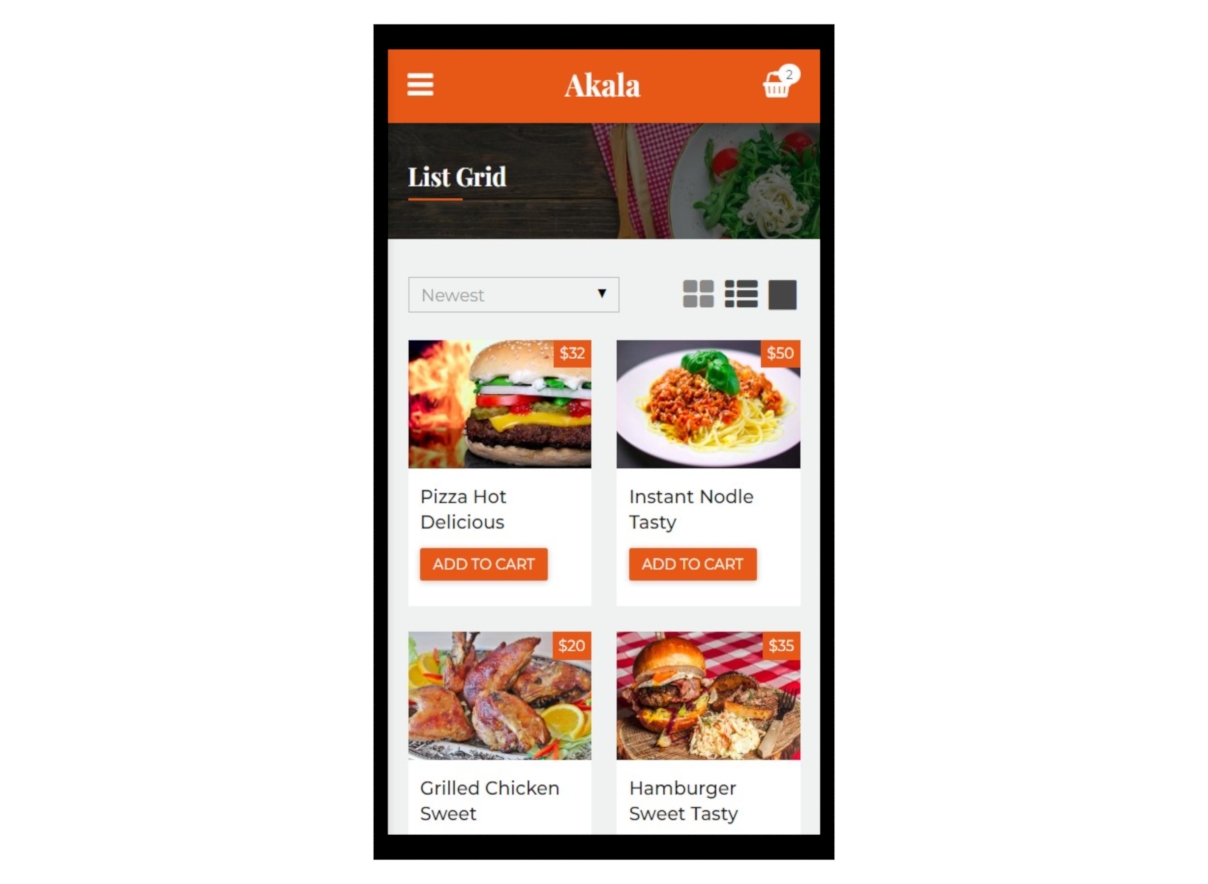 Akala
2
List Grid
Newest
$32
$50
Pizza Hot
Delicious
Instant Nodle
Tasty
ADD TO CART
ADD TO CART
$20
$35
Grilled Chicken
Sweet
Hamburger
Sweet Tasty